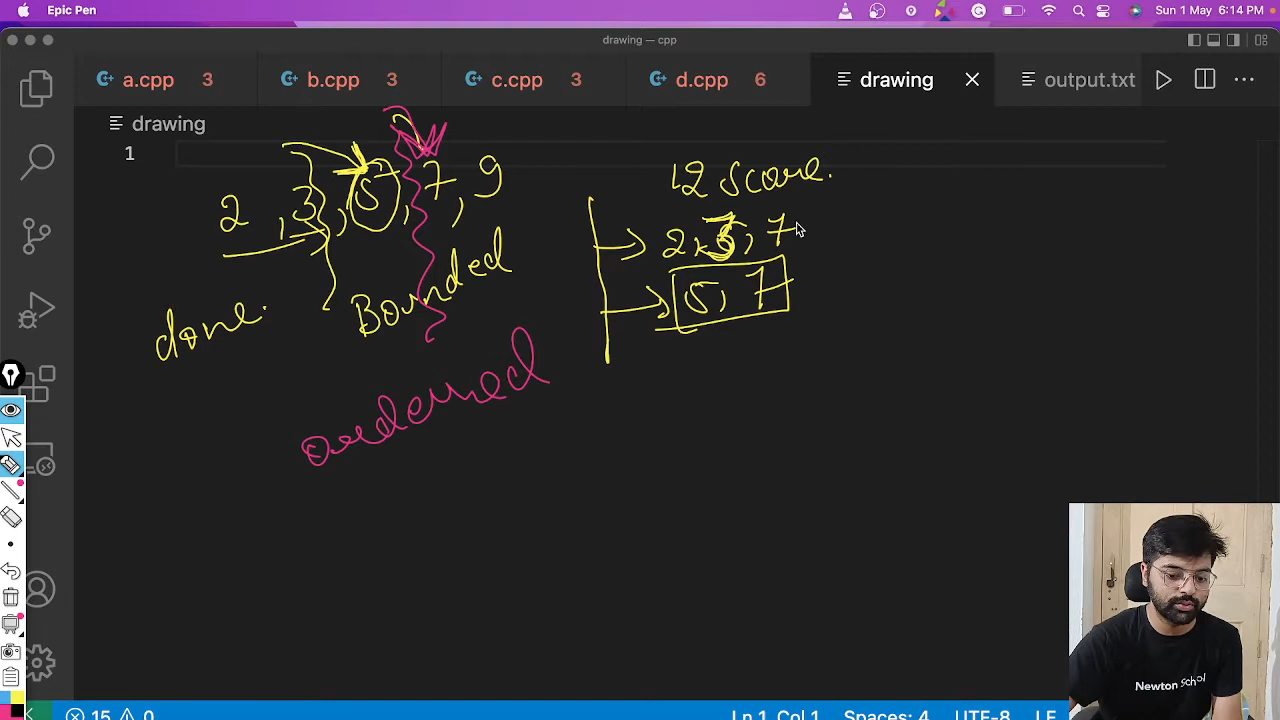 Epic Pen
Sun 1 May 6:14 PM
drawing — cpp
a.cpp 3
b.cpp 3
c.cpp 3
d.cpp 6
drawing
output.txt
drawing
1
2, 3, 5, 7, 9
12 Score.
2, 3, 7
5, 7
Bounded
done.
Newton School
15 0
Ln 1, Col 1 Spaces: 4 UTF-8 LF